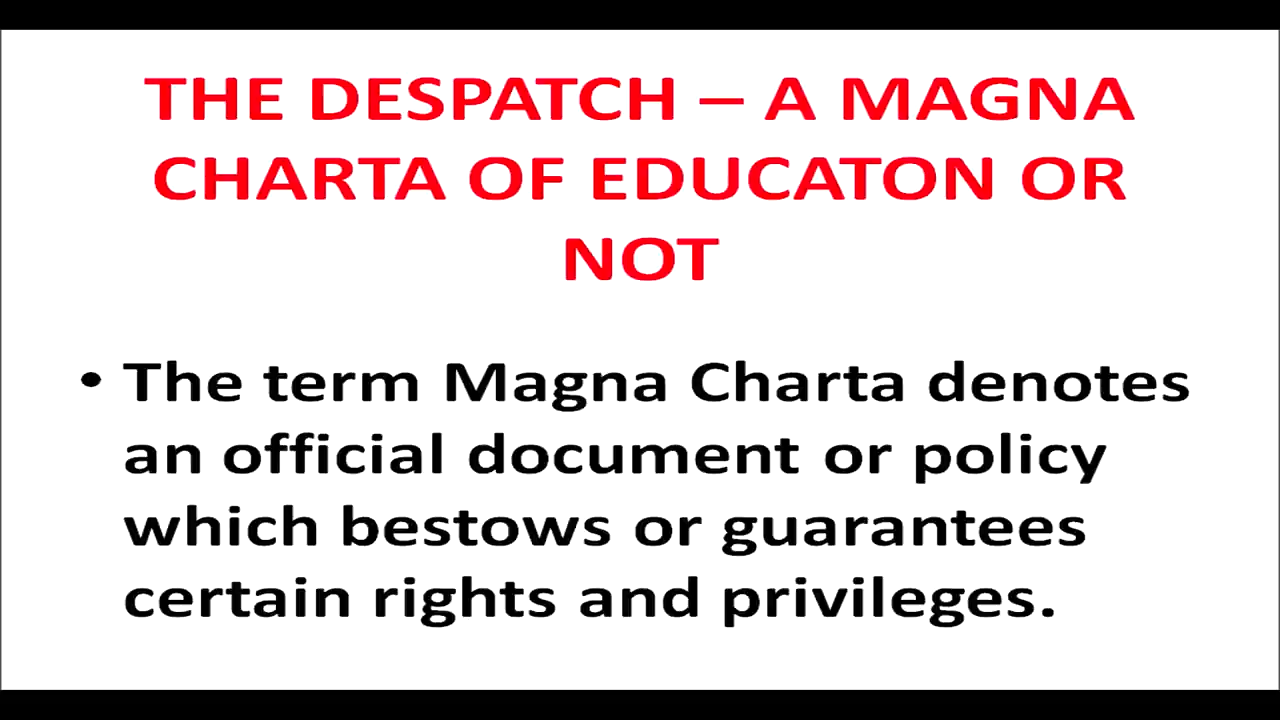 THE DESPATCH – A MAGNA
CHARTA OF EDUCATON OR
NOT
• The term Magna Charta denotes
an official document or policy
which bestows or guarantees
certain rights and privileges.